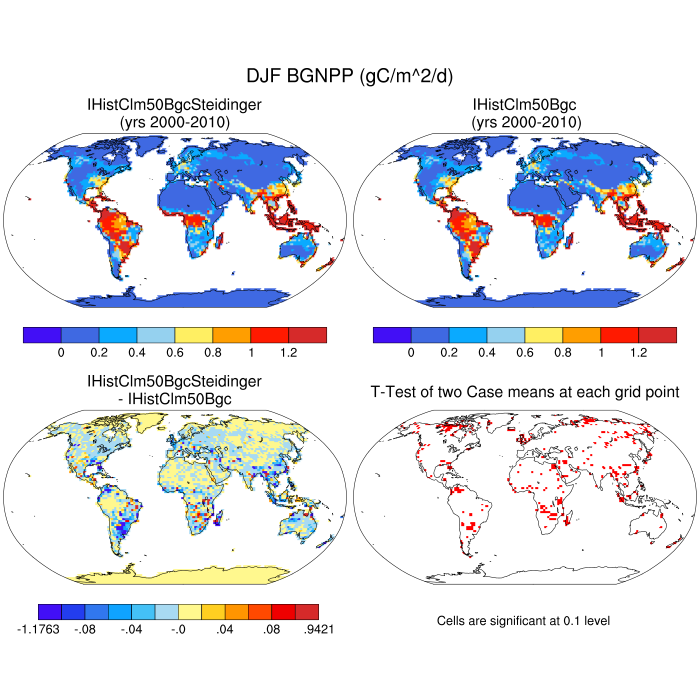 DJF BGNPP (gC/m^2/d)
IHistClm50BgcSteidinger
(yrs 2000-2010)
IHistClm50Bgc
(yrs 2000-2010)
0 0.2 0.4 0.6 0.8 1 1.2
0 0.2 0.4 0.6 0.8 1 1.2
IHistClm50BgcSteidinger
- IHistClm50Bgc
T-Test of two Case means at each grid point
-1.1763 -.08 -.04 -.0 .04 .08 .9421
Cells are significant at 0.1 level